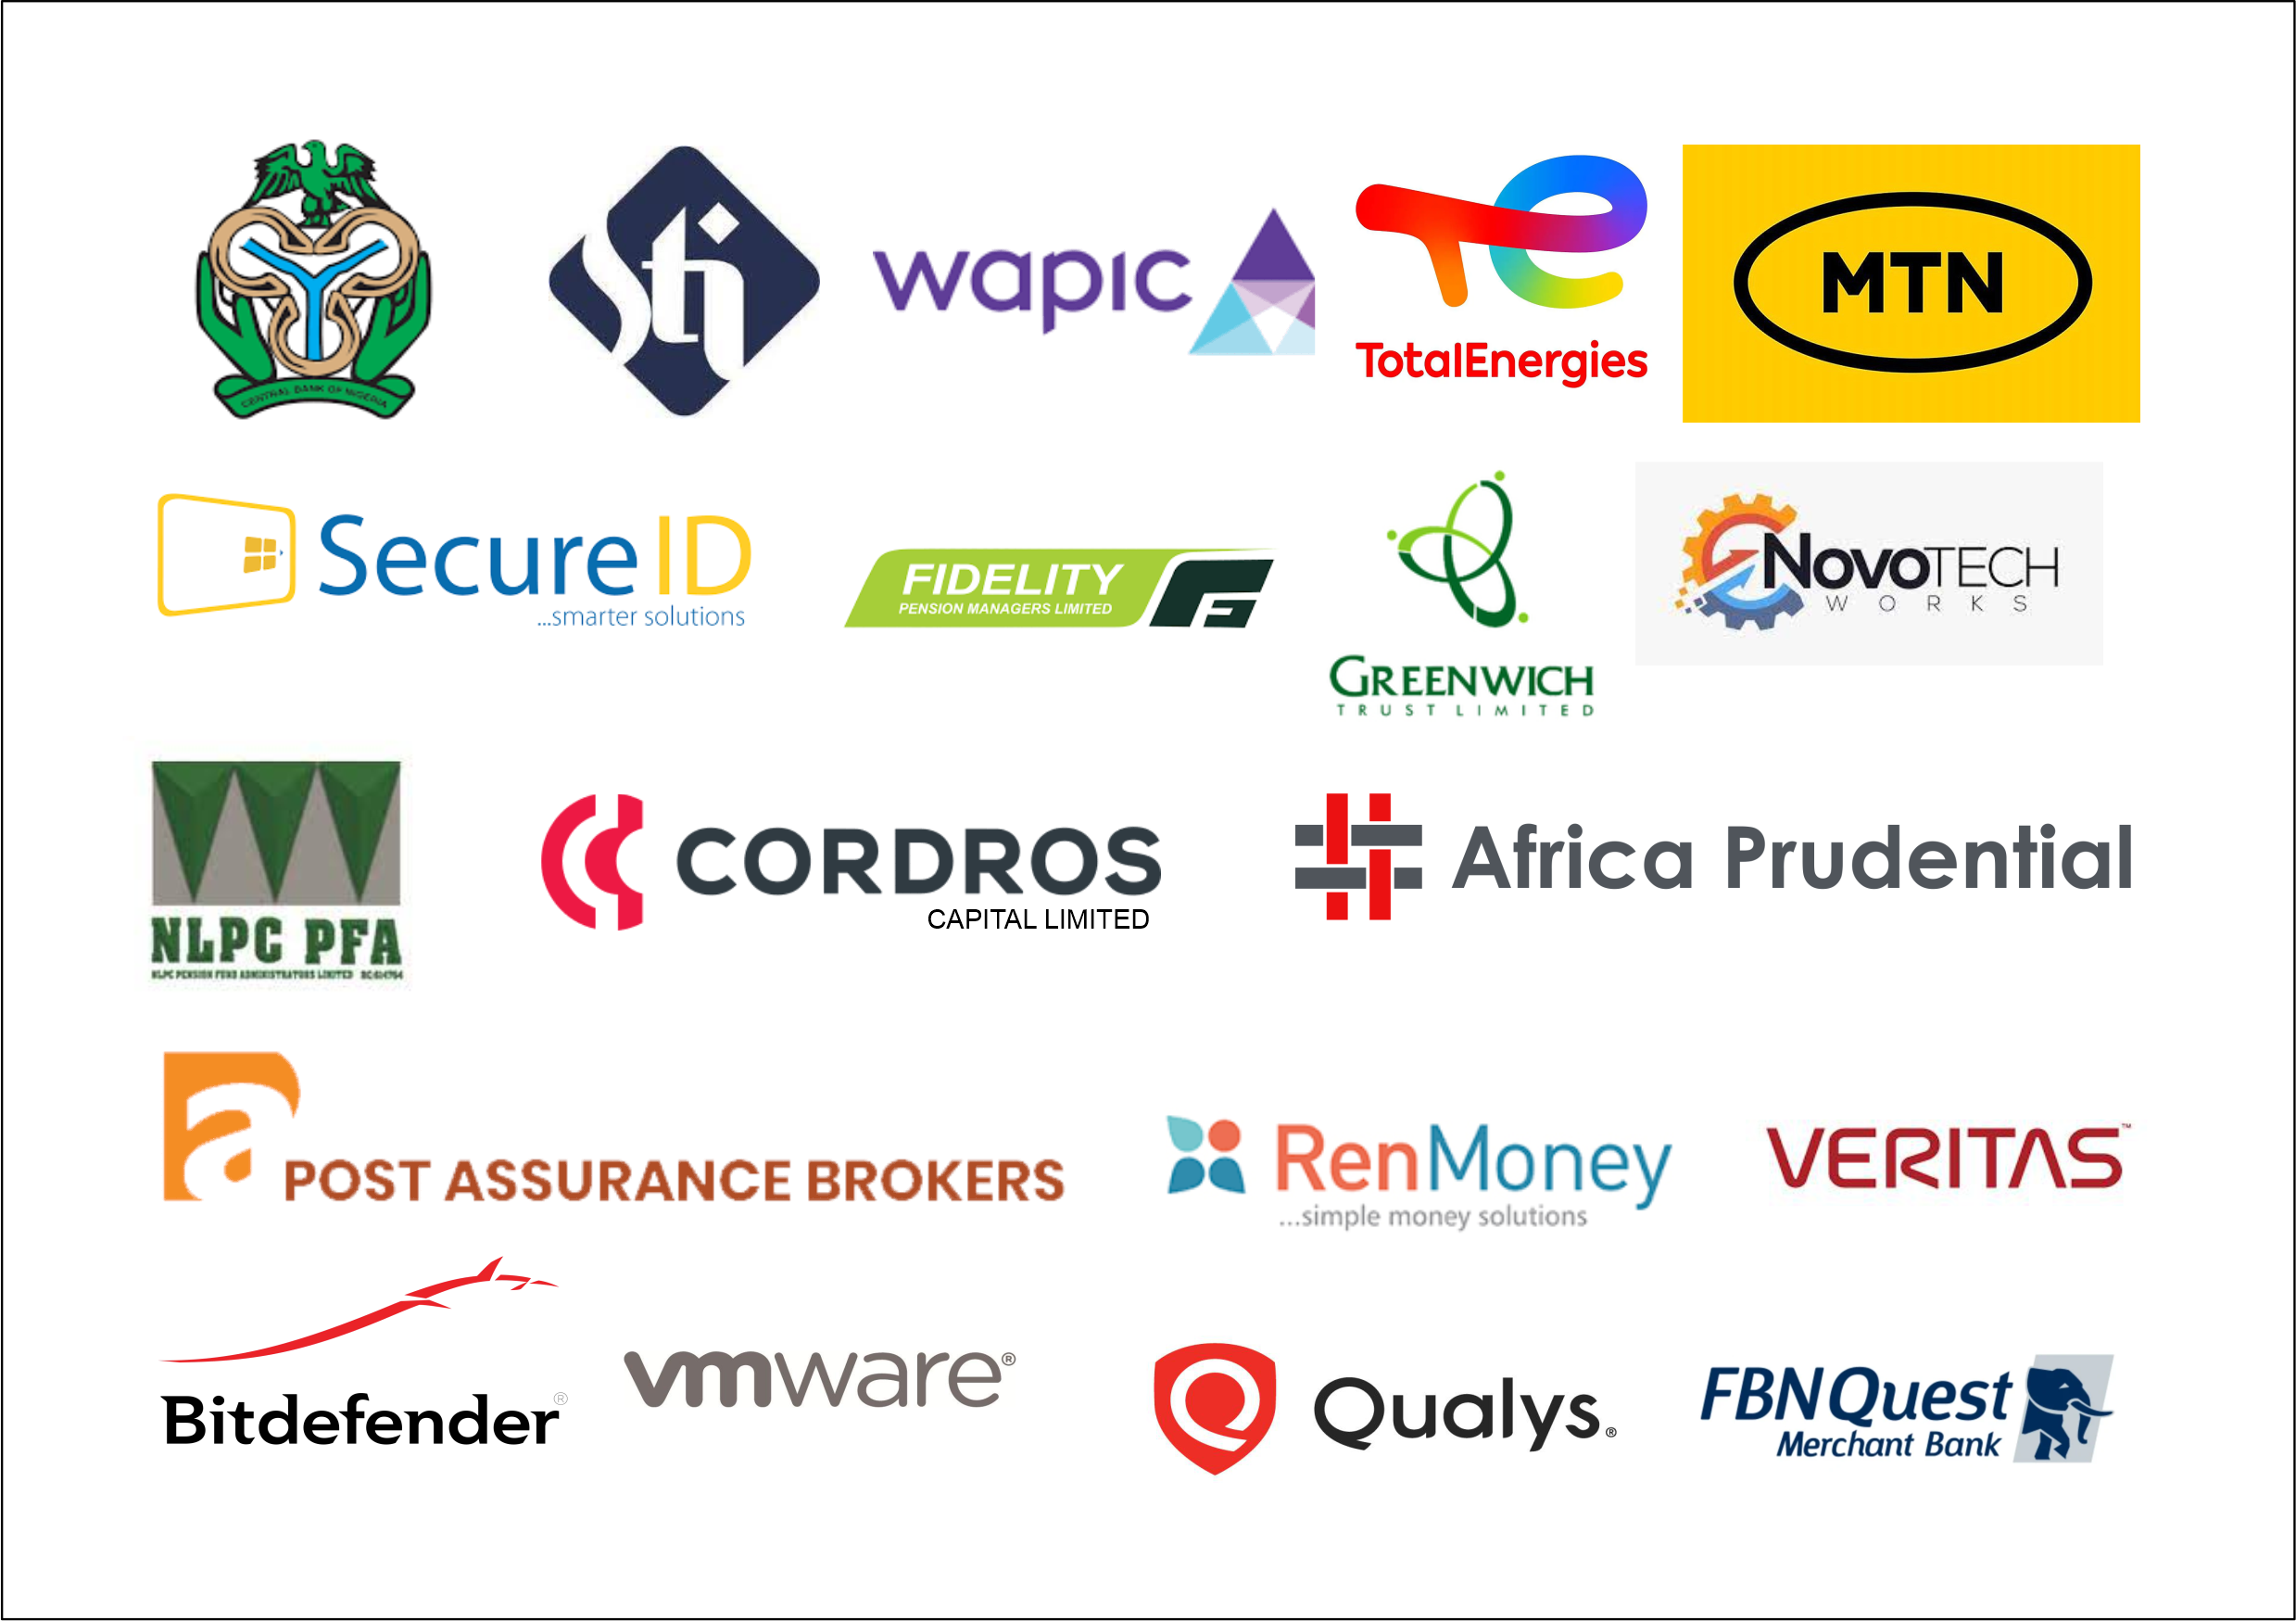 CENTRAL BANK OF NIGERIA
sti
wapic
TotalEnergies
MTN
SecureID
...smarter solutions
FIDELITY
PENSION MANAGERS LIMITED
GREENWICH
TRUST LIMITED
NOVOTECH
WORKS
NLPC PFA
NLPC PENSION FUND ADMINISTRATORS LIMITED
CORDROS
CAPITAL LIMITED
Africa Prudential
POST ASSURANCE BROKERS
RenMoney
...simple money solutions
VERITAS™
Bitdefender®
vmware®
Qualys®
FBNQuest
Merchant Bank